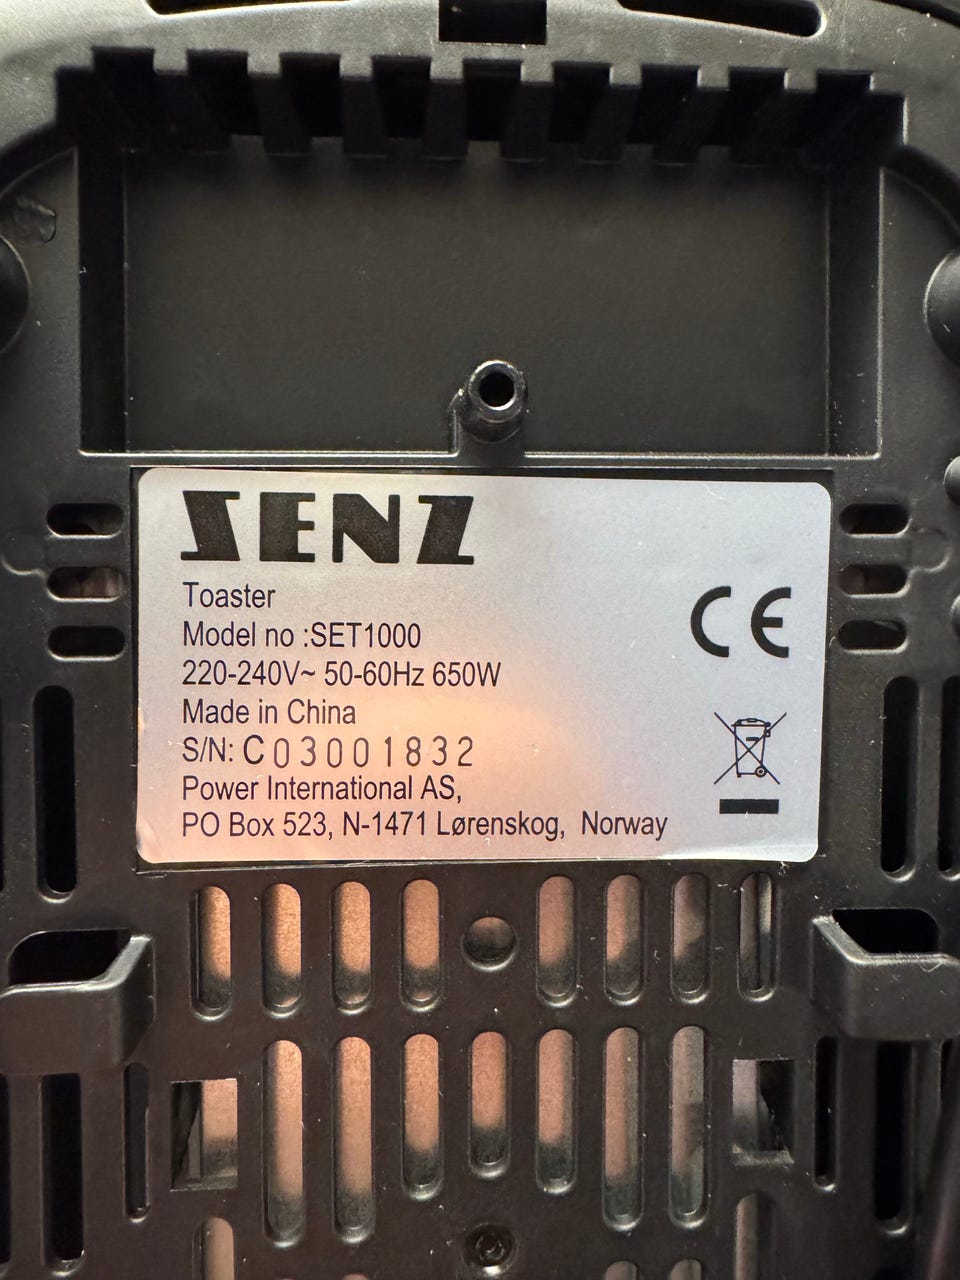 SENZ
Toaster
Model no :SET1000
220-240V~ 50-60Hz 650W
Made in China
S/N: C03001832
Power International AS,
PO Box 523, N-1471 Lørenskog, Norway
CE